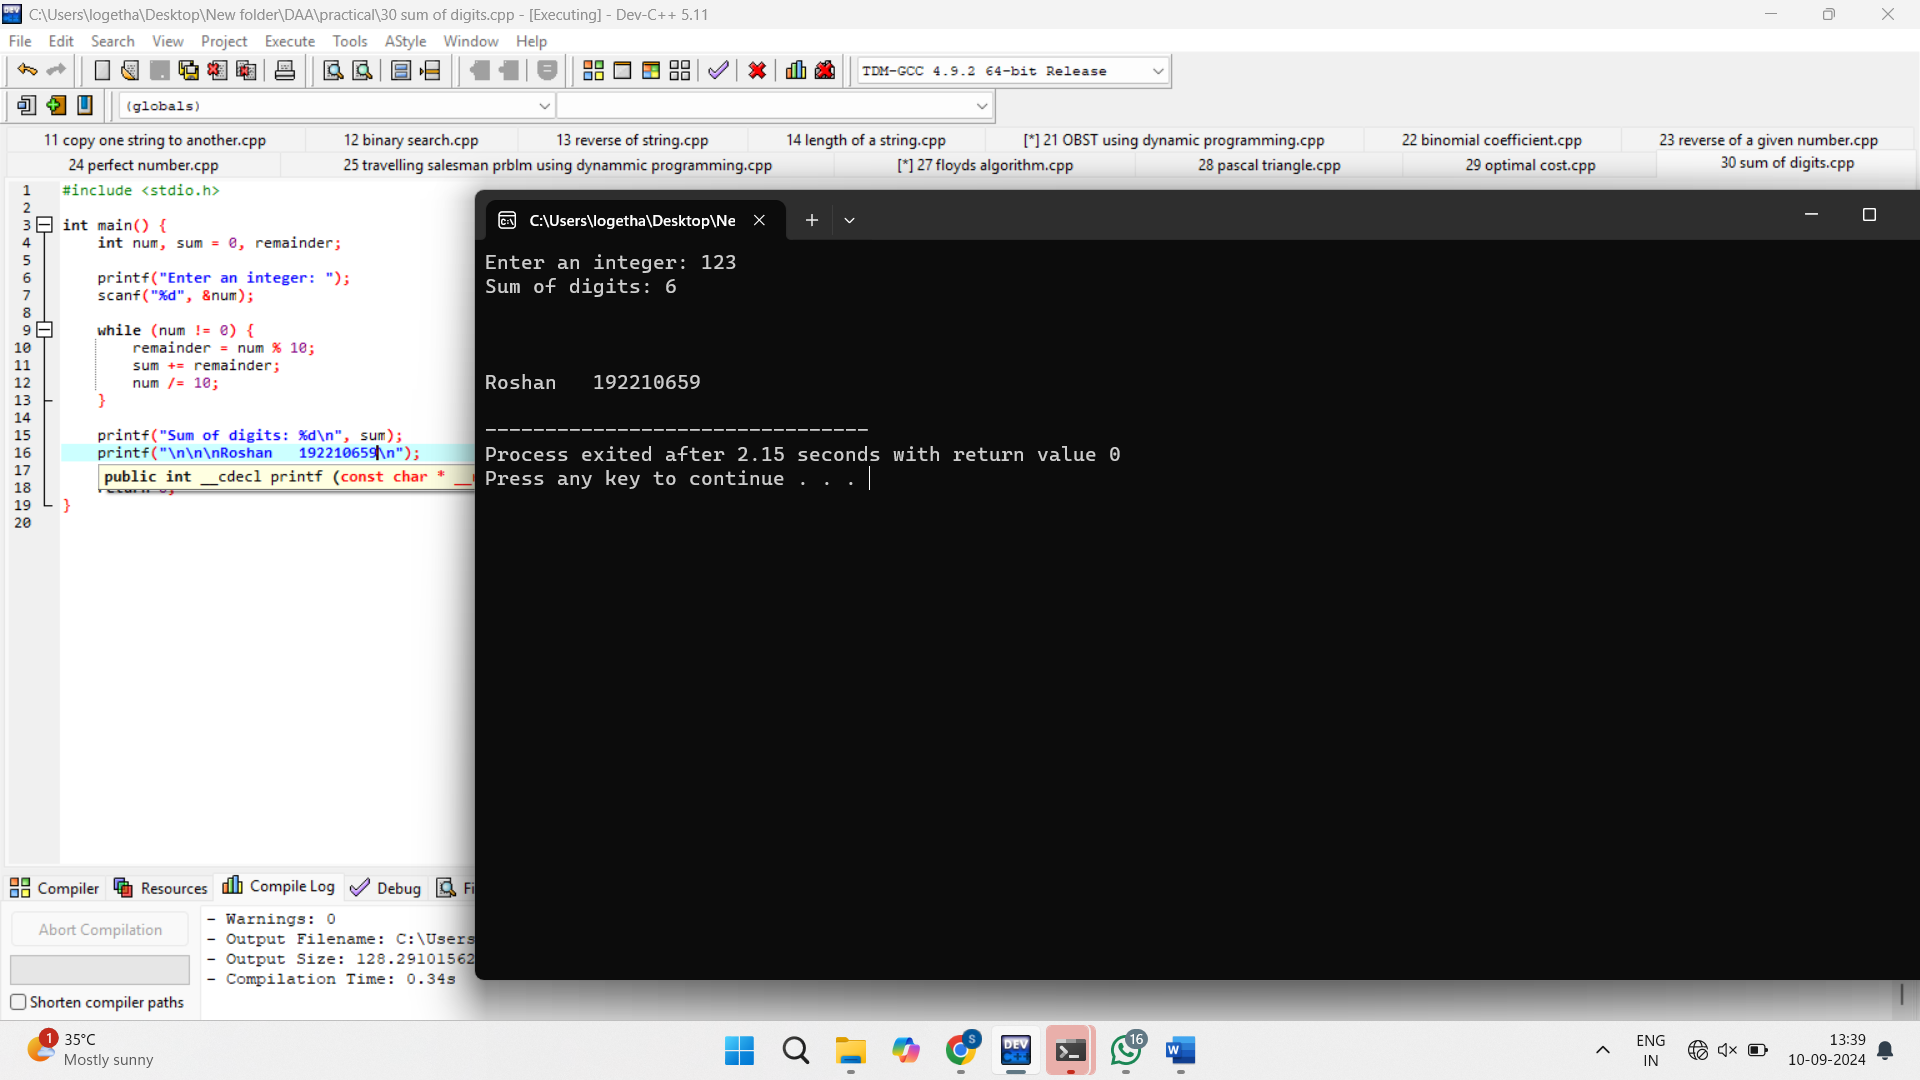 C:\Users\logetha\Desktop\New folder\DAA\practical\30 sum of digits.cpp - [Executing] - Dev-C++ 5.11
File Edit Search View Project Execute Tools AStyle Window Help
TDM-GCC 4.9.2 64-bit Release
(globals)
11 copy one string to another.cpp 12 binary search.cpp 13 reverse of string.cpp 14 length of a string.cpp [*] 21 OBST using dynamic programming.cpp 22 binomial coefficient.cpp 23 reverse of a given number.cpp
24 perfect number.cpp 25 travelling salesman prblm using dynammic programming.cpp [*] 27 floyds algorithm.cpp 28 pascal triangle.cpp 29 optimal cost.cpp 30 sum of digits.cpp
1 #include <stdio.h>
2
3 int main() {
4 int num, sum = 0, remainder;
5
6 printf("Enter an integer: ");
7 scanf("%d", &num);
8
9 while (num != 0) {
10 remainder = num % 10;
11 sum += remainder;
12 num /= 10;
13 }
14
15 printf("Sum of digits: %d\n", sum);
16 printf("\n\n\nRoshan   192210659\n");
17 public int __cdecl printf (const char *
18
19 }
20
C:\Users\logetha\Desktop\Ne
Enter an integer: 123
Sum of digits: 6
Roshan   192210659
--------------------------------
Process exited after 2.15 seconds with return value 0
Press any key to continue . . .
Compiler Resources Compile Log Debug
Abort Compilation
Shorten compiler paths
- Warnings: 0
- Output Filename: C:\Users
- Output Size: 128.29101562
- Compilation Time: 0.34s
1
35°C
Mostly sunny
S
DEV
16
W
ENG
IN
13:39
10-09-2024